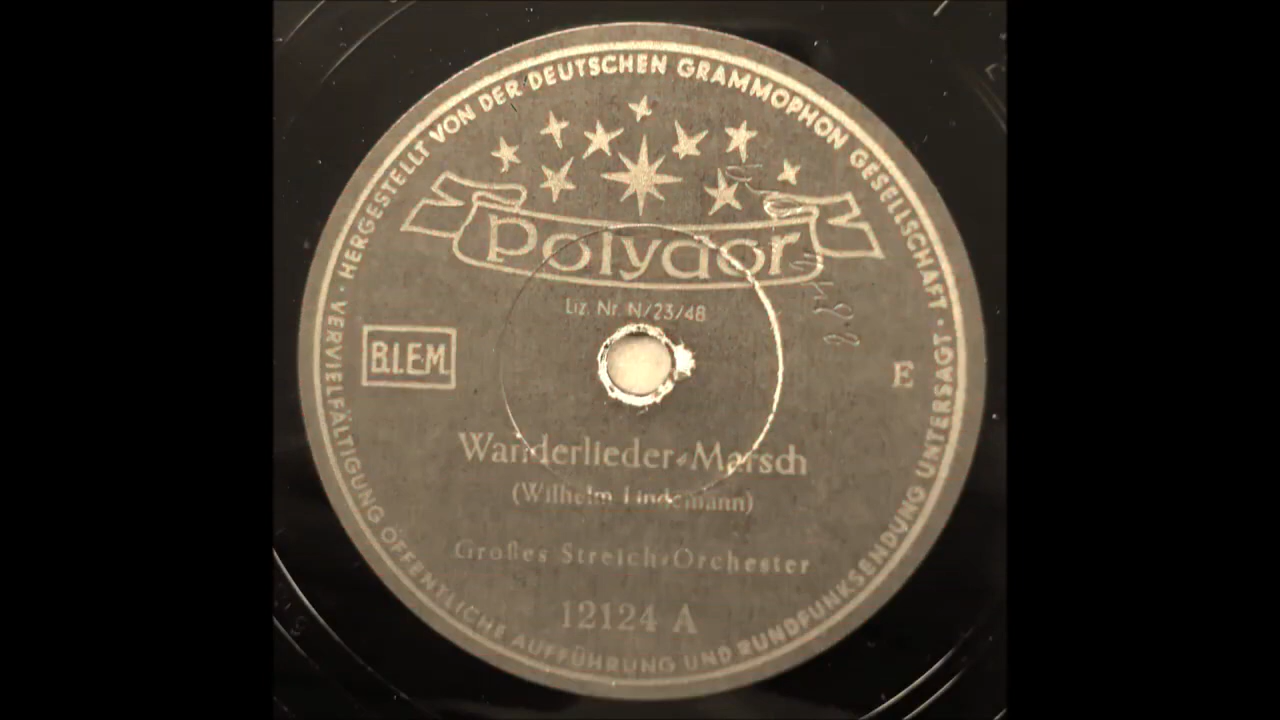 HERGESTELLT VON DER DEUTSCHEN GRAMMOPHON GESELLSCHAFT · VERVIELFÄLTIGUNG ÖFFENTLICHE AUFFÜHRUNG UND RUNDFUNKSENDUNG UNTERSAGT ·
Polydor
Liz. Nr. N/23/48
B.I.E.M.
E
Wanderlieder-Marsch
(Wilhelm Lindemann)
Großes Streich-Orchester
12124 A